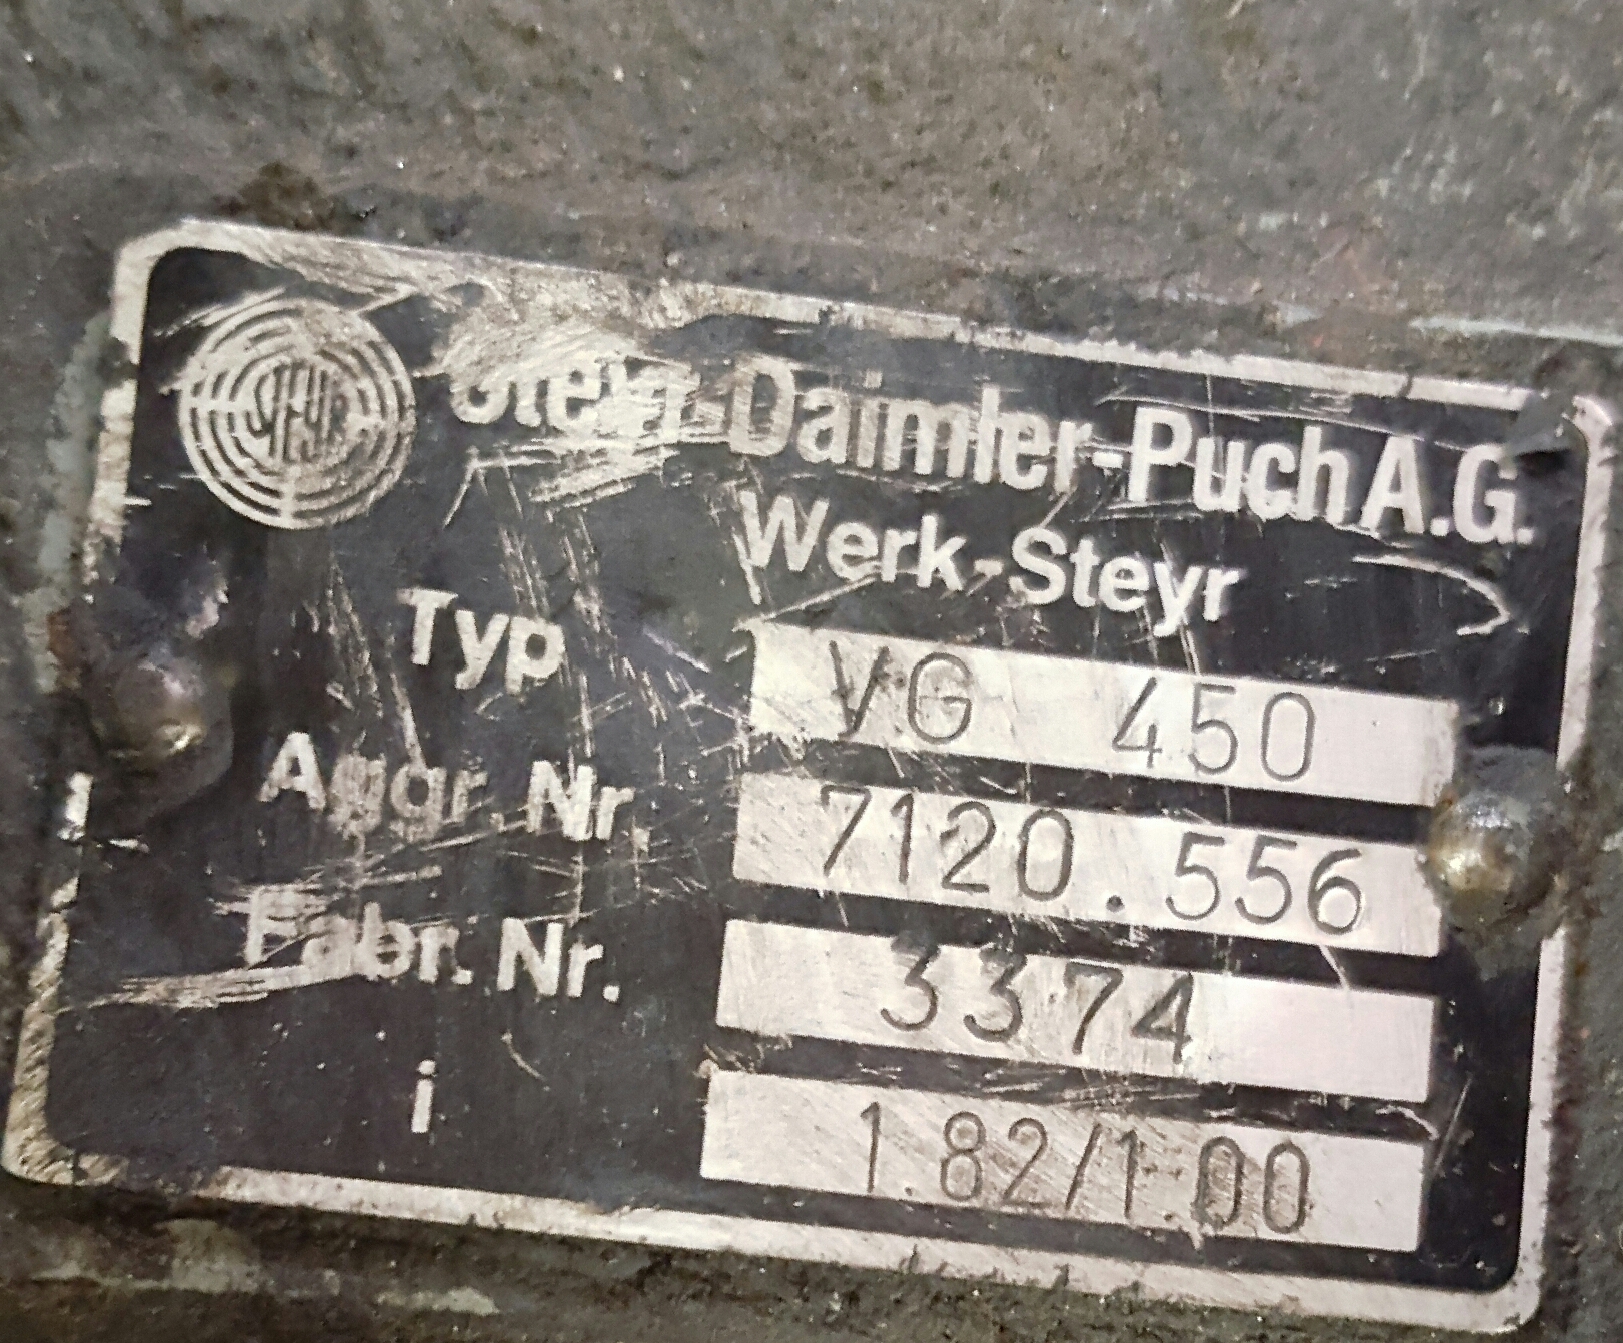 STEYR
Steyr-Daimler-Puch A.G.
Werk-Steyr
Typ VG 450
Aggr. Nr. 7120.556
Fabr. Nr. 3374
i 1.82/1.00